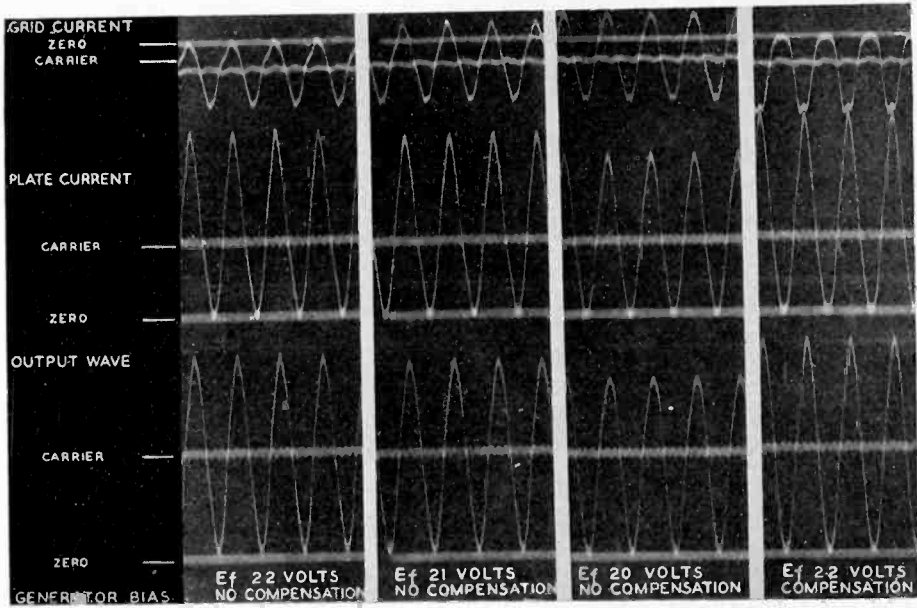 GRID CURRENT
ZERO
CARRIER
PLATE CURRENT
CARRIER
ZERO
OUTPUT WAVE
CARRIER
ZERO
GENERATOR BIAS
Ef 22 VOLTS
NO COMPENSATION
Ef 21 VOLTS
NO COMPENSATION
Ef 20 VOLTS
NO COMPENSATION
Ef 22 VOLTS
COMPENSATION